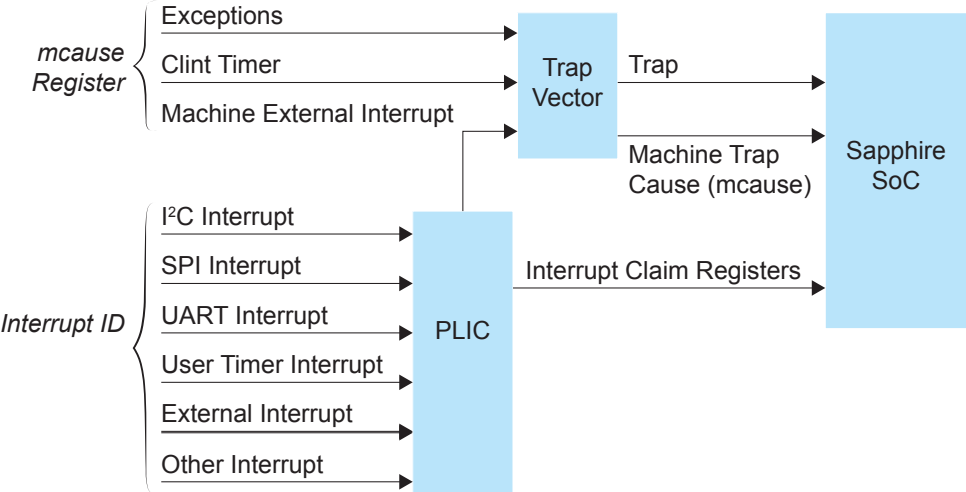 Exceptions
mcause
Register
Clint Timer
Machine External Interrupt
Trap
Vector
Trap
Machine Trap
Cause (mcause)
Sapphire
SoC
I²C Interrupt
SPI Interrupt
Interrupt ID
UART Interrupt
User Timer Interrupt
External Interrupt
Other Interrupt
PLIC
Interrupt Claim Registers